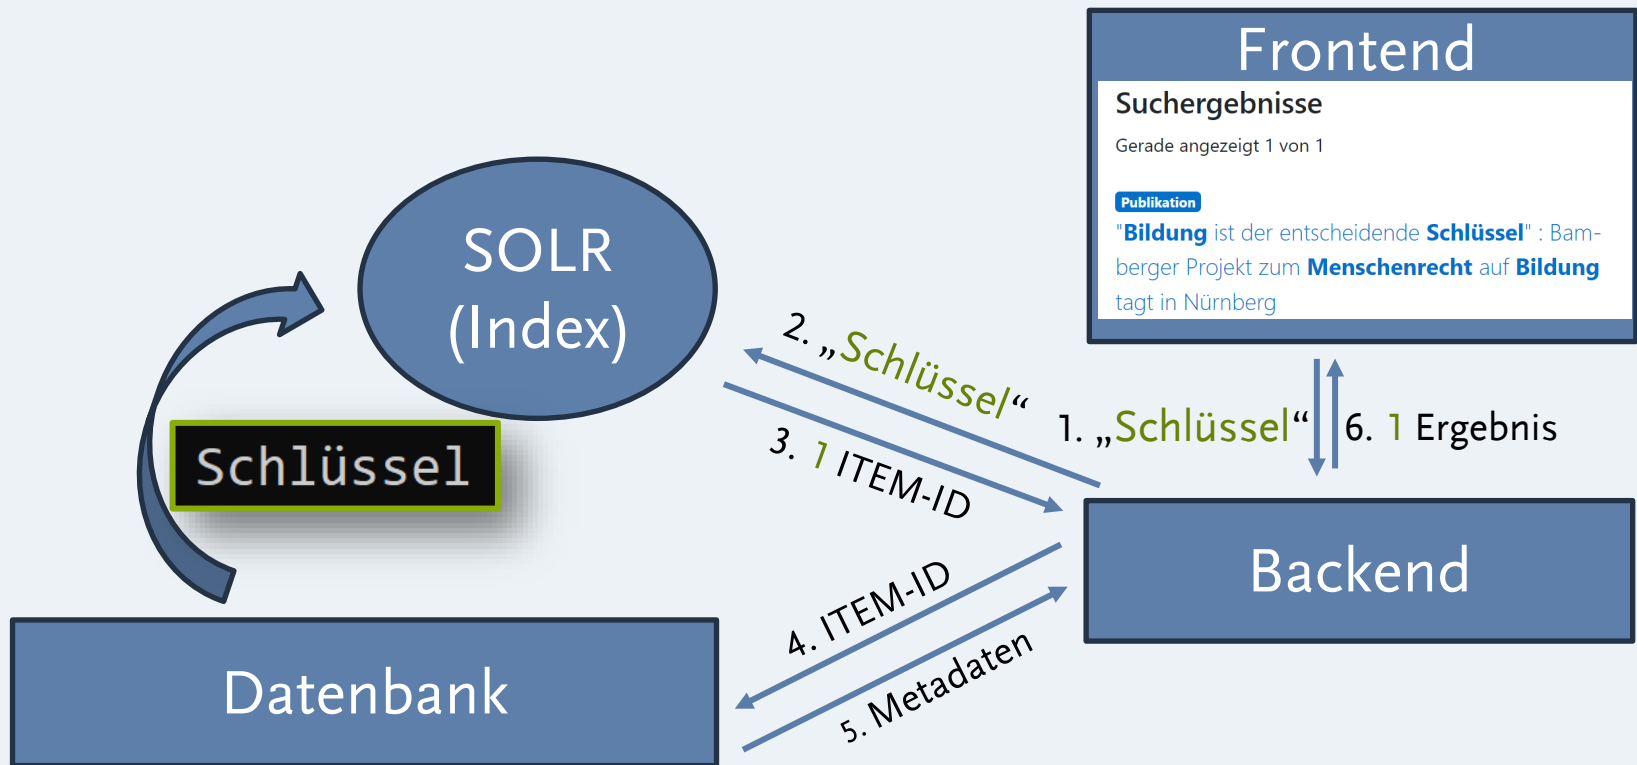 Frontend
Suchergebnisse
Gerade angezeigt 1 von 1
Publikation
"Bildung ist der entscheidende Schlüssel" : Bam-
berger Projekt zum Menschenrecht auf Bildung
tagt in Nürnberg
SOLR
(Index)
2. „Schlüssel“
1. „Schlüssel“
6. 1 Ergebnis
3. 1 ITEM-ID
Schlüssel
Backend
4. ITEM-ID
5. Metadaten
Datenbank